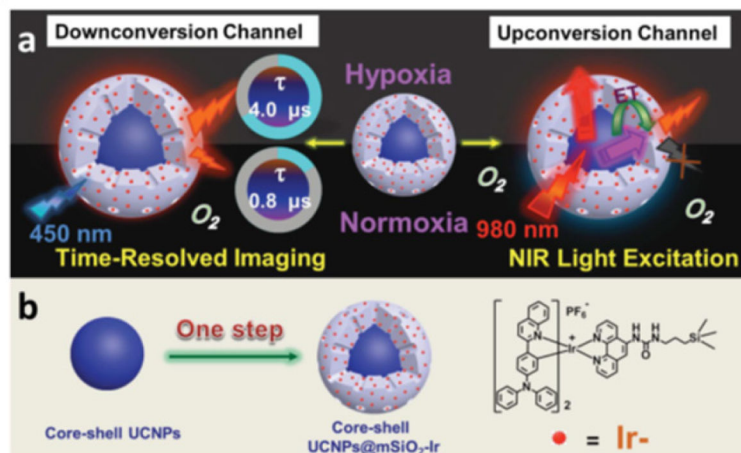 a
Downconversion Channel
Upconversion Channel
τ
4.0 μs
Hypoxia
ET
τ
0.8 μs
O2
O2
O2
450 nm
Normoxia
980 nm
Time-Resolved Imaging
NIR Light Excitation
b
One step
Core-shell UCNPs
Core-shell
UCNPs@mSiO2-Ir
PF6-
N
Ir
+
N
N
N
2
H
N
H
N
O
Si
= Ir-